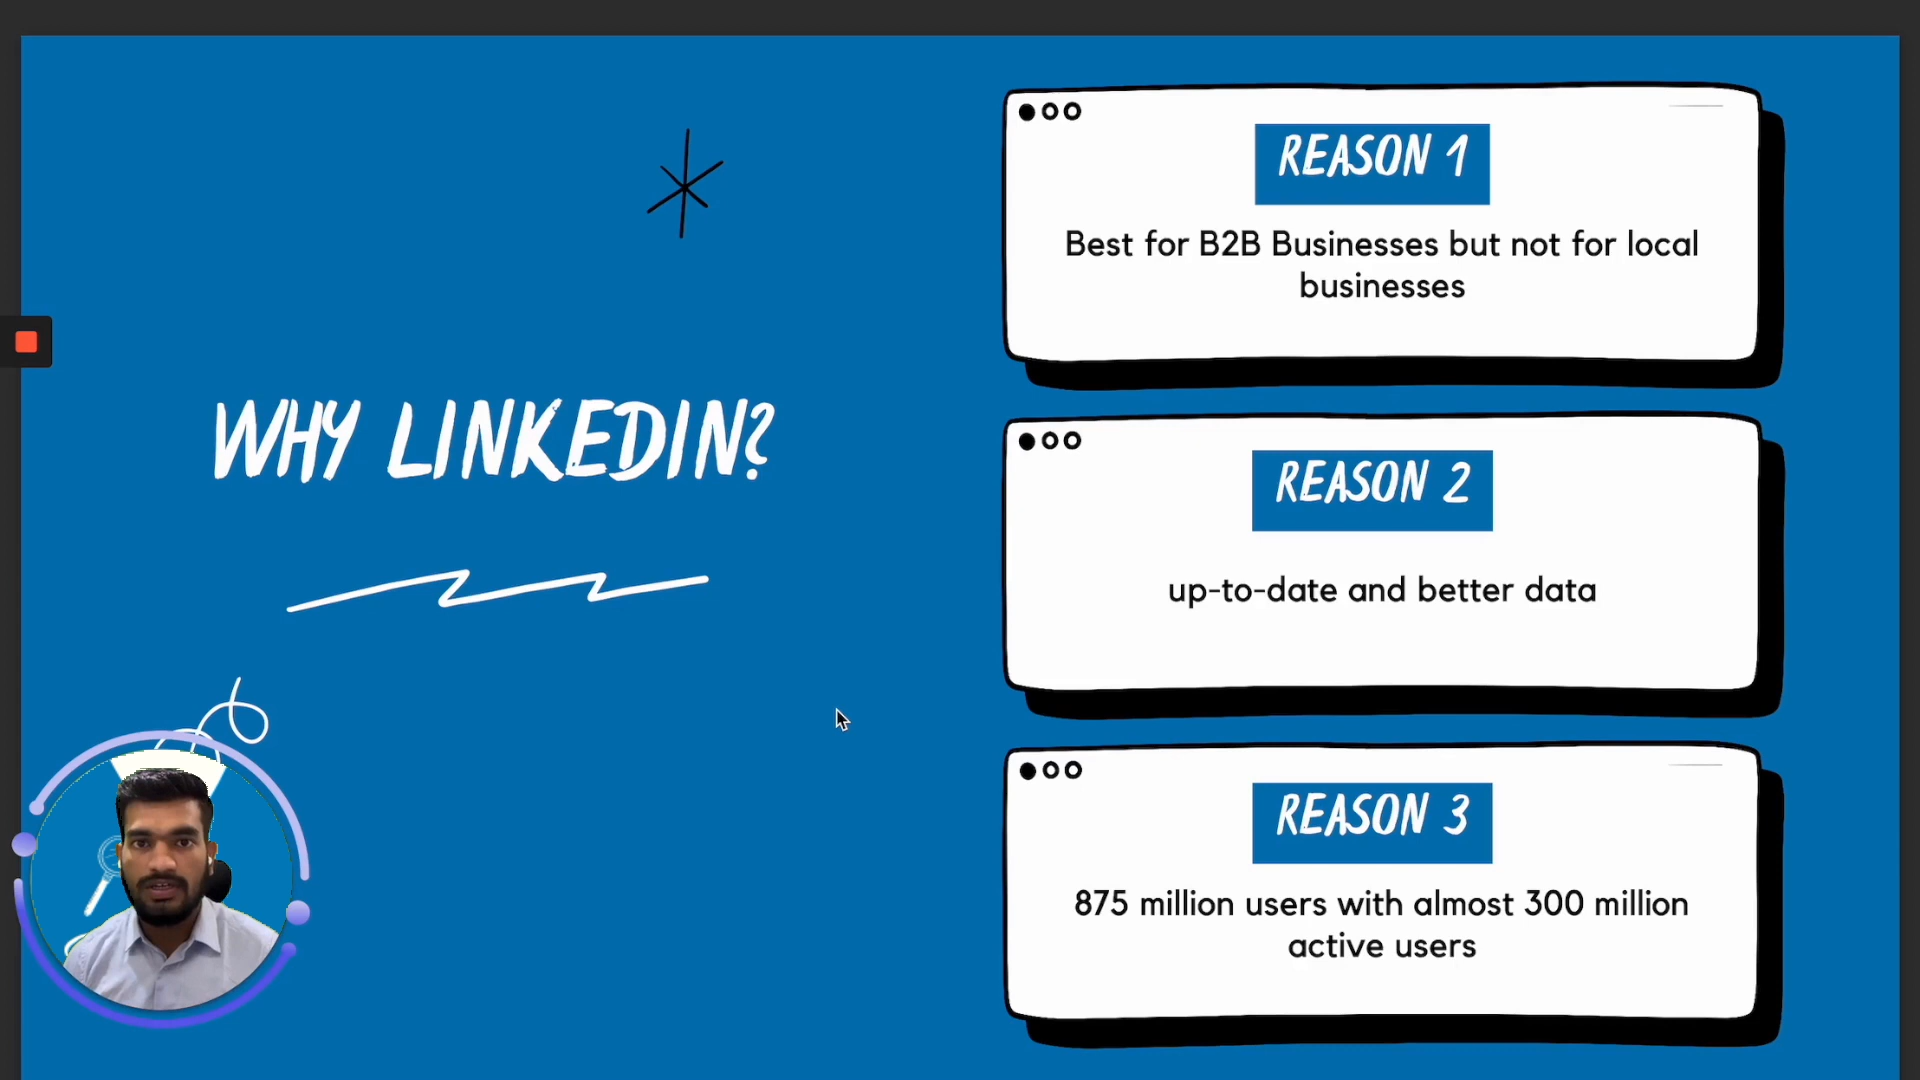 WHY LINKEDIN?
REASON 1
Best for B2B Businesses but not for local
businesses
REASON 2
up-to-date and better data
REASON 3
875 million users with almost 300 million
active users